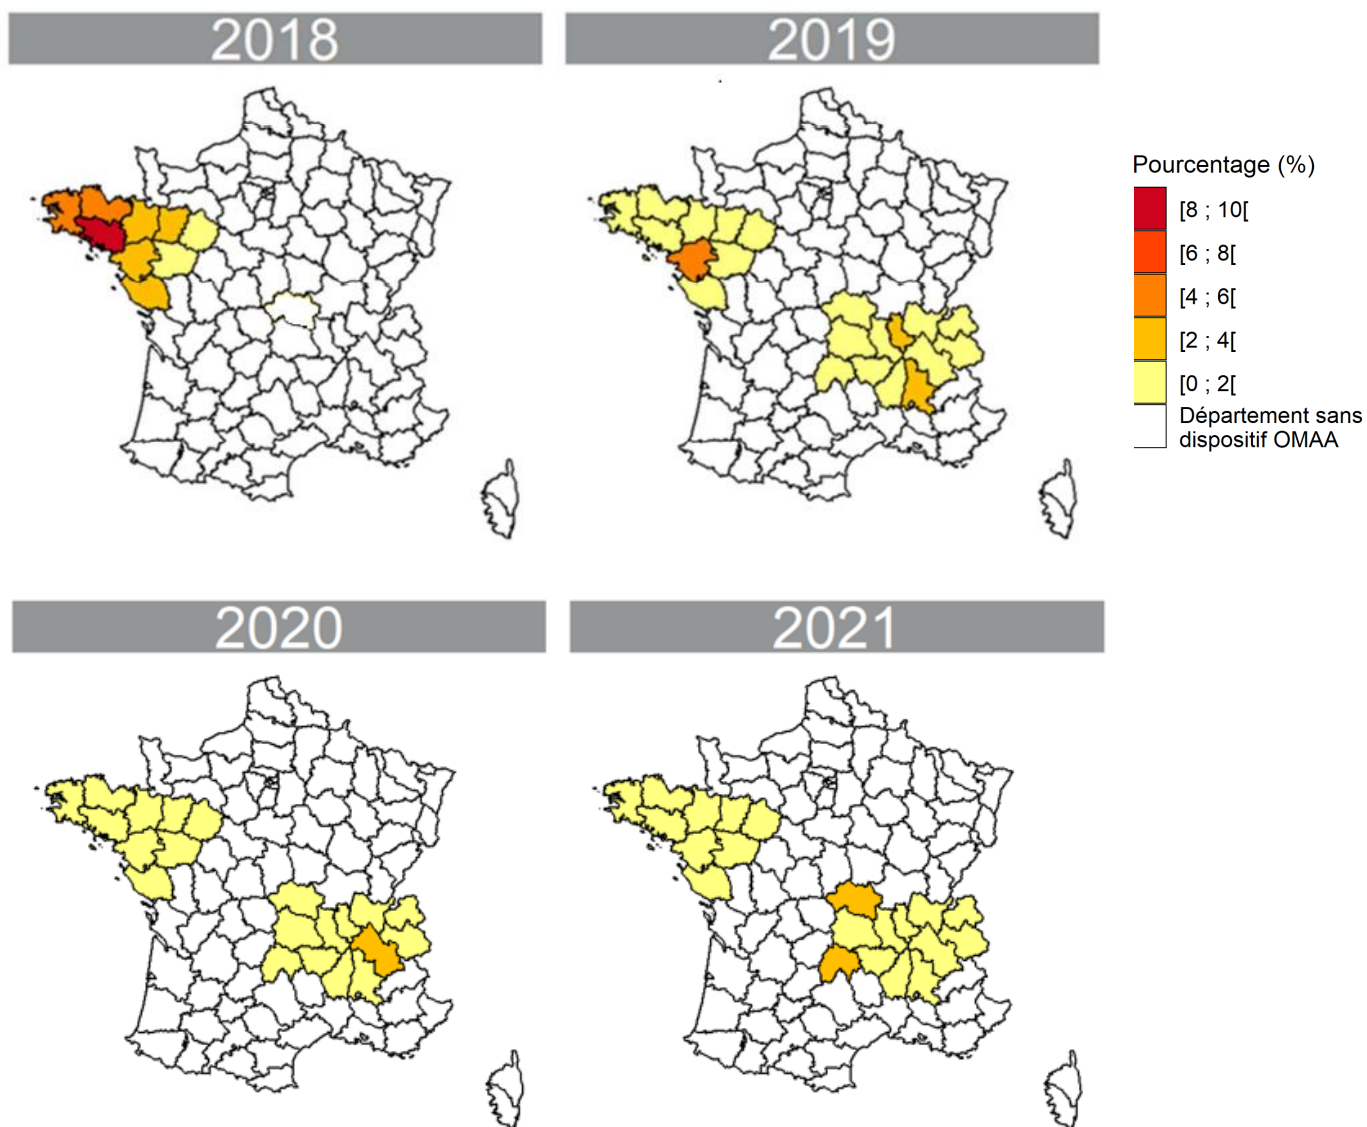 2018
2019
Pourcentage (%)
[8 ; 10[
[6 ; 8[
[4 ; 6[
[2 ; 4[
[0 ; 2[
Département sans
dispositif OMAA
2020
2021